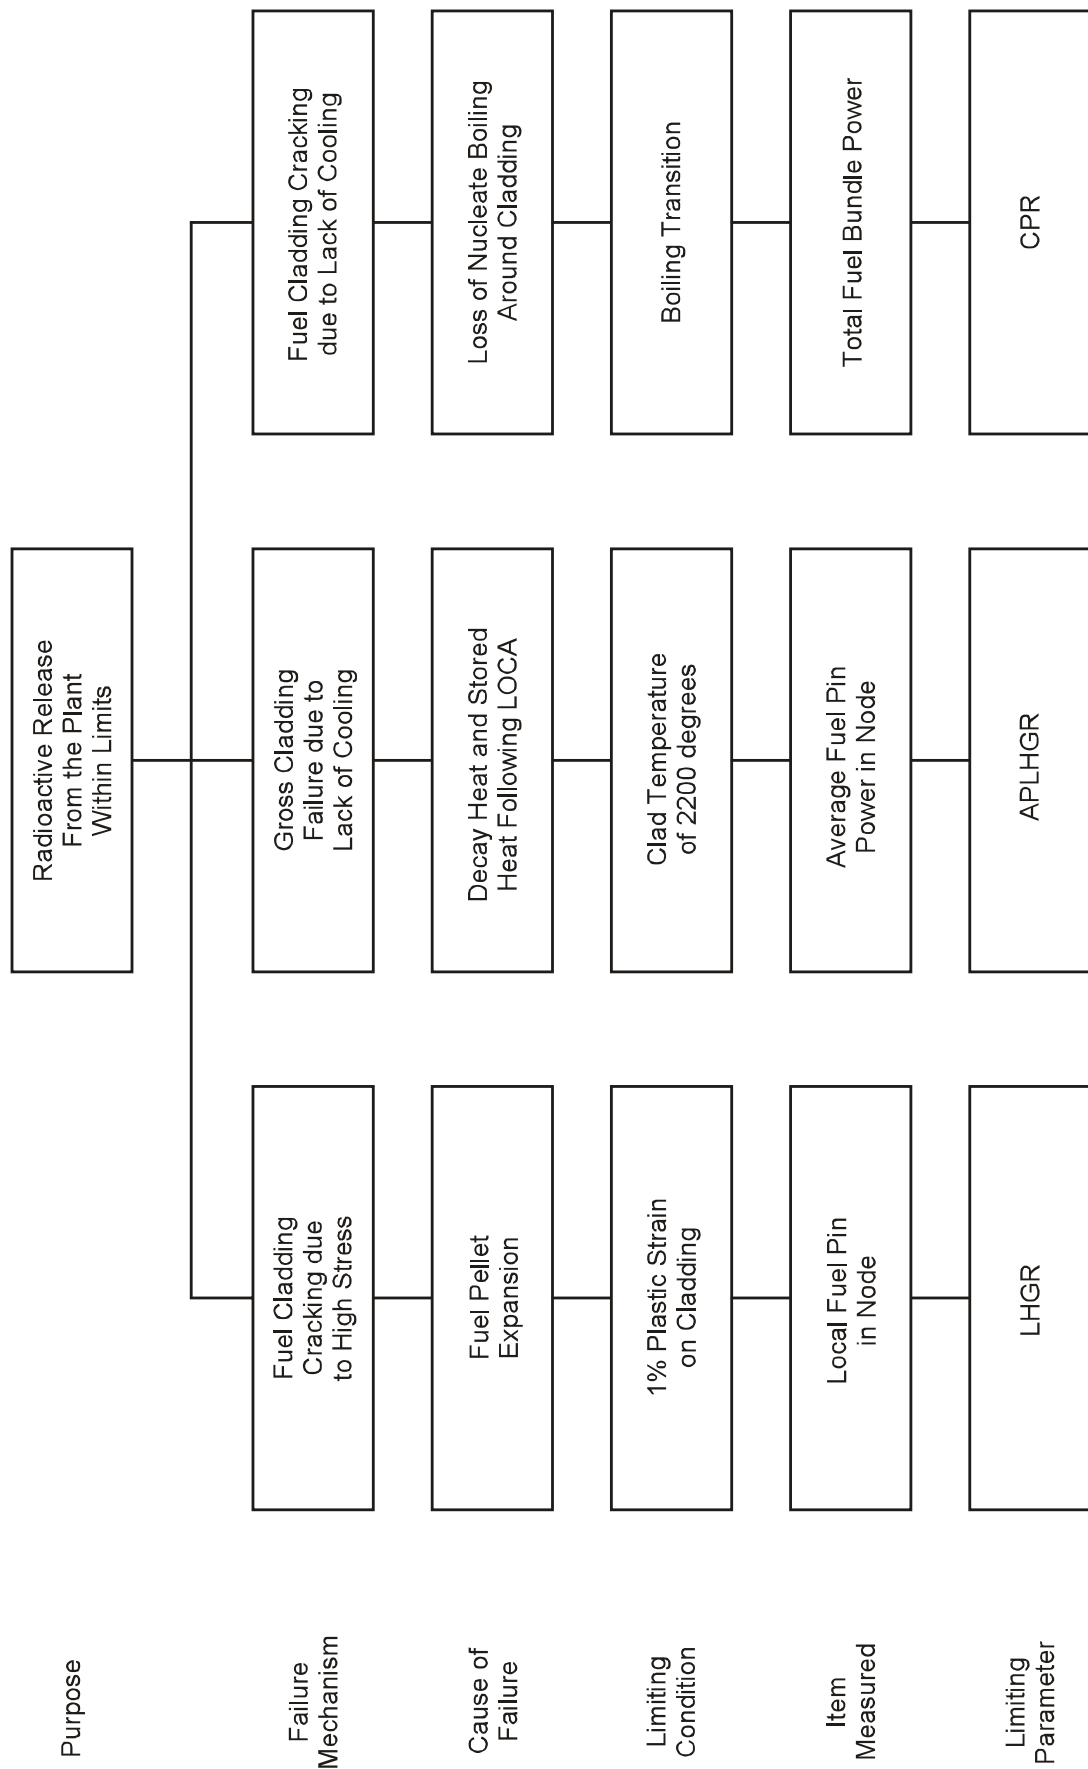 Purpose
Radioactive Release
From the Plant
Within Limits
Failure
Mechanism
Fuel Cladding
Cracking due
to High Stress
Gross Cladding
Failure due to
Lack of Cooling
Fuel Cladding Cracking
due to Lack of Cooling
Cause of
Failure
Fuel Pellet
Expansion
Decay Heat and Stored
Heat Following LOCA
Loss of Nucleate Boiling
Around Cladding
Limiting
Condition
1% Plastic Strain
on Cladding
Clad Temperature
of 2200 degrees
Boiling Transition
Item
Measured
Local Fuel Pin
in Node
Average Fuel Pin
Power in Node
Total Fuel Bundle Power
Limiting
Parameter
LHGR
APLHGR
CPR